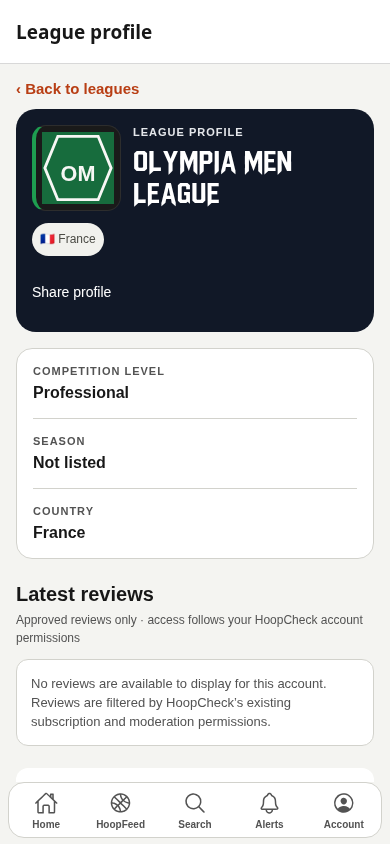 League profile
‹ Back to leagues
OM
LEAGUE PROFILE
OLYMPIA MEN
LEAGUE
🇫🇷 France
Share profile
COMPETITION LEVEL
Professional
SEASON
Not listed
COUNTRY
France
Latest reviews
Approved reviews only · access follows your HoopCheck account
permissions
No reviews are available to display for this account.
Reviews are filtered by HoopCheck's existing
subscription and moderation permissions.
Home
HoopFeed
Search
Alerts
Account